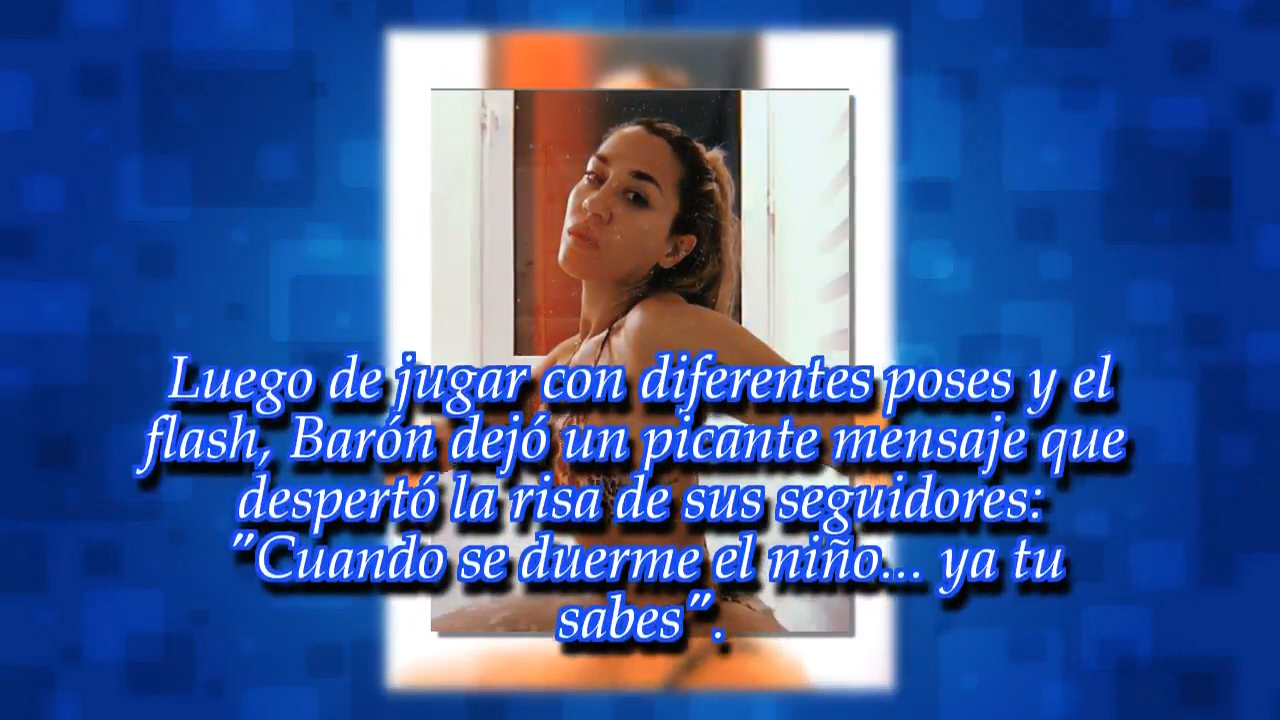 Luego de jugar con diferentes poses y el
flash, Barón dejó un picante mensaje que
despertó la risa de sus seguidores:
"Cuando se duerme el niño... ya tu
sabes".